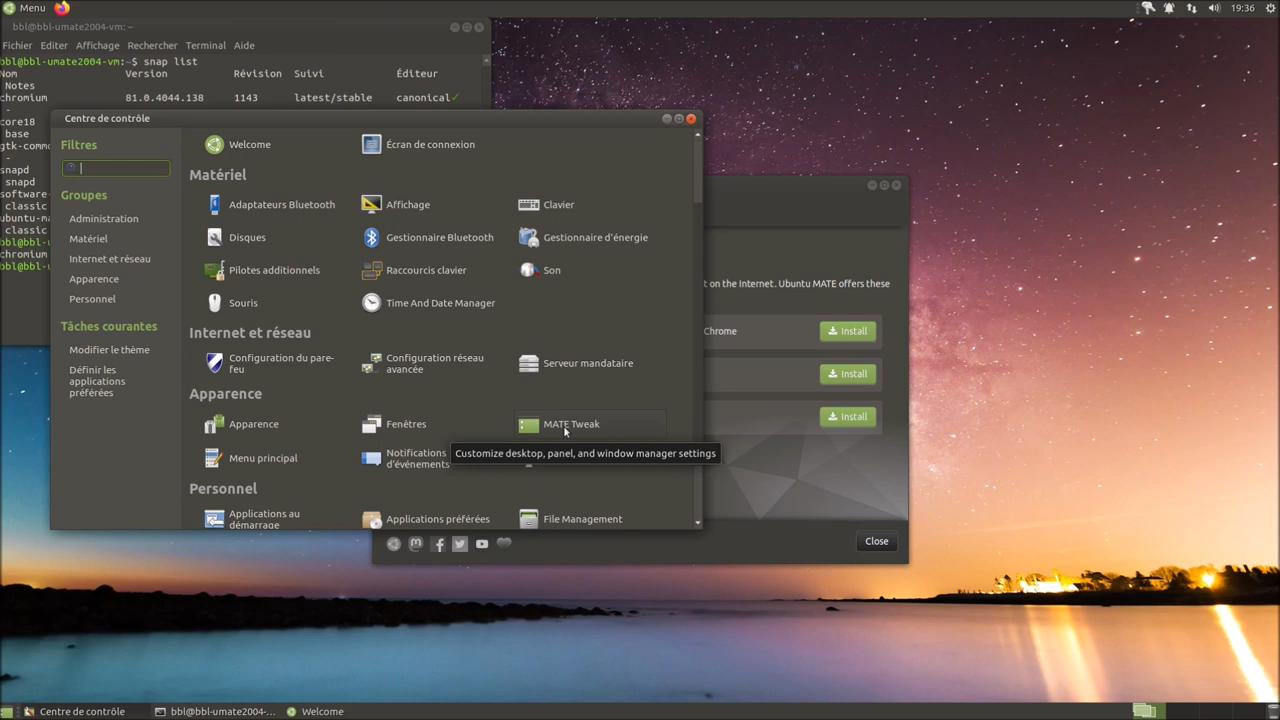 Menu
19:36
bbl@bbl-umate2004-vm: ~
Fichier Editer Affichage Rechercher Terminal Aide
bbl@bbl-umate2004-vm:~$ snap list
Nom Version Révision Suivi Éditeur
Notes
chromium 81.0.4044.138 1143 latest/stable canonical✓
-
core18
base
gtk-comm
-
snapd
snapd
software-
classic
ubuntu-ma
classic
chromium
Centre de contrôle
Filtres
Groupes
Administration
Matériel
Internet et réseau
Apparence
Personnel
Tâches courantes
Modifier le thème
Définir les
applications
préférées
Welcome
Écran de connexion
Matériel
Adaptateurs Bluetooth
Affichage
Clavier
Disques
Gestionnaire Bluetooth
Gestionnaire d'énergie
Pilotes additionnels
Raccourcis clavier
Son
Souris
Time And Date Manager
Internet et réseau
Configuration du pare-
feu
Configuration réseau
avancée
Serveur mandataire
Apparence
Apparence
Fenêtres
MATE Tweak
Menu principal
Notifications
d'événements
Customize desktop, panel, and window manager settings
Personnel
Applications au
démarrage
Applications préférées
File Management
t on the Internet. Ubuntu MATE offers these
Chrome
Install
Install
Install
Close
Centre de contrôle
bbl@bbl-umate2004-...
Welcome